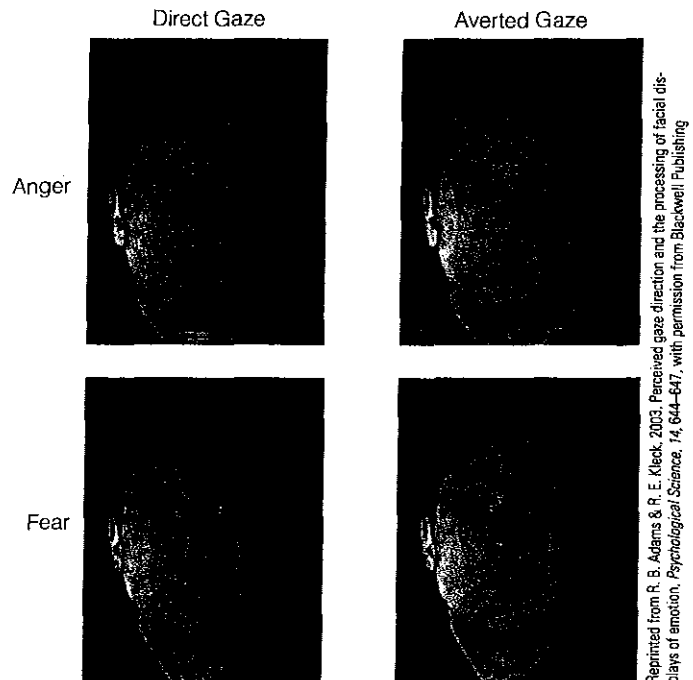 Direct Gaze
Averted Gaze
Anger
Fear
Reprinted from R. B. Adams & R. E. Kleck, 2003, Perceived gaze direction and the processing of facial dis-
plays of emotion, Psychological Science, 14, 644–647, with permission from Blackwell Publishing